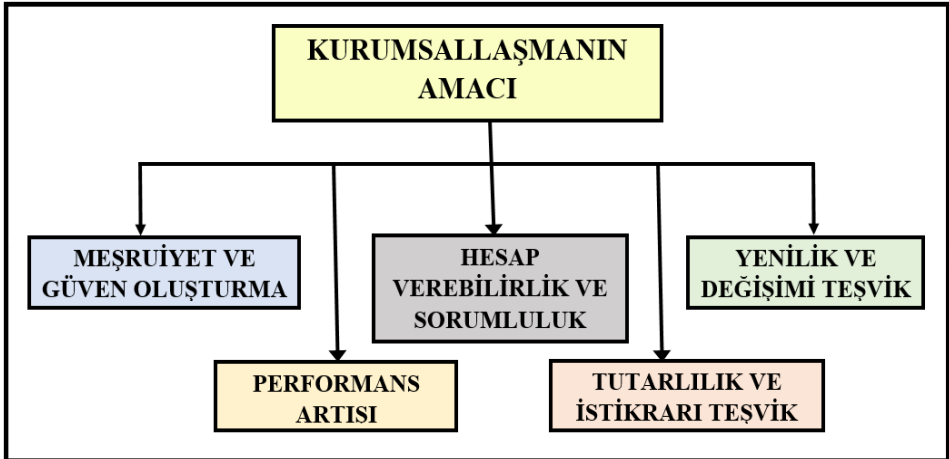 KURUMSALLAŞMANIN
AMACI
MEŞRUİYET VE
GÜVEN OLUŞTURMA
HESAP
VEREBİLİRLİK VE
SORUMLULUK
YENİLİK VE
DEĞİŞİMİ TEŞVİK
PERFORMANS
ARTISI
TUTARLILIK VE
İSTİKRARI TEŞVİK